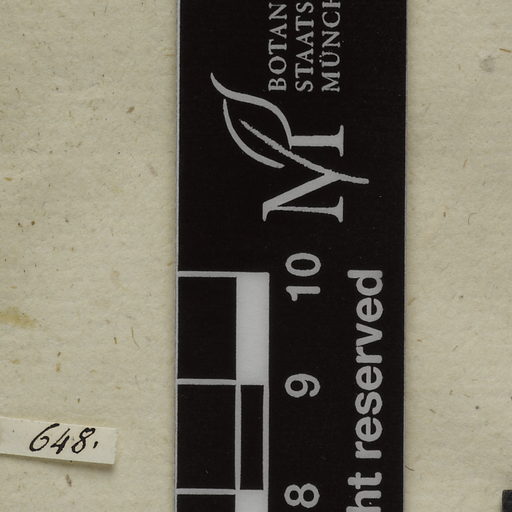 BOTAN
STAATS
MÜNCH
M
10
9
8
ht reserved
648.